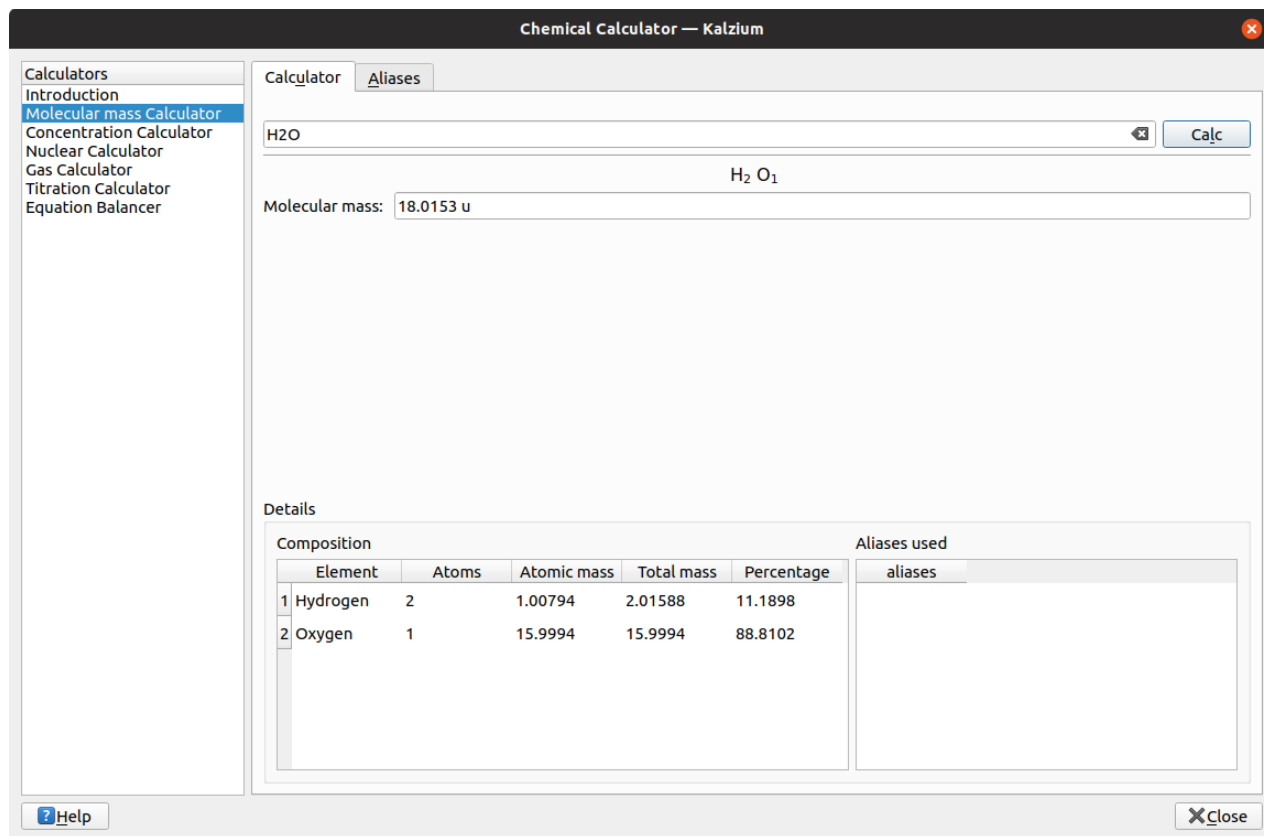 Chemical Calculator — Kalzium
Calculators
Introduction
Molecular mass Calculator
Concentration Calculator
Nuclear Calculator
Gas Calculator
Titration Calculator
Equation Balancer
Calculator Aliases
H2O Calc
H₂ O₁
Molecular mass: 18.0153 u
Details
Composition
Element Atoms Atomic mass Total mass Percentage
1 Hydrogen 2 1.00794 2.01588 11.1898
2 Oxygen 1 15.9994 15.9994 88.8102
Aliases used
aliases
? Help
Close